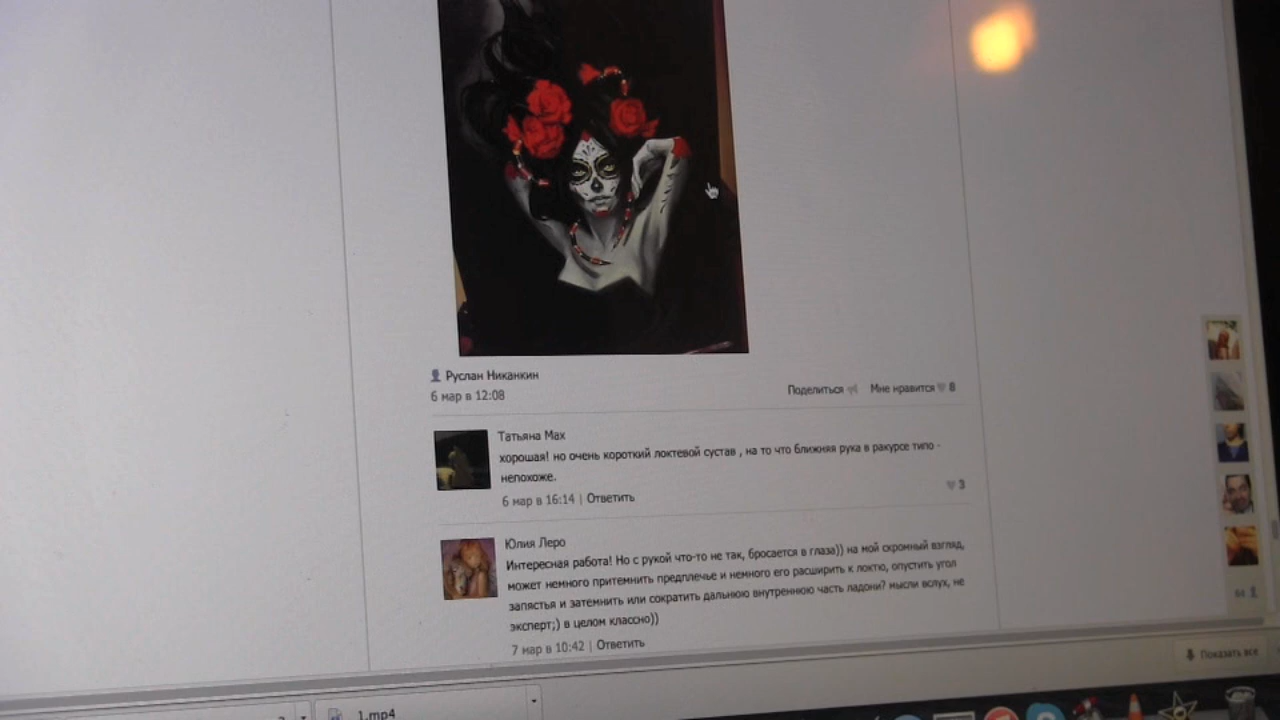 Руслан Никанкин
6 мар в 12:08
Поделиться Мне нравится 8
Татьяна Мах
хорошая! но очень короткий локтевой сустав , на то что ближняя рука в ракурсе типо -
непохоже.
6 мар в 16:14 | Ответить
3
Юлия Леро
Интересная работа! Но с рукой что-то не так, бросается в глаза)) на мой скромный взгляд,
может немного притемнить предплечье и немного его расширить к локтю, опустить угол
запястья и затемнить или сократить дальнюю внутреннюю часть ладони? мысли вслух, не
эксперт;) в целом классно))
7 мар в 10:42 | Ответить
Показать все
1.mp4